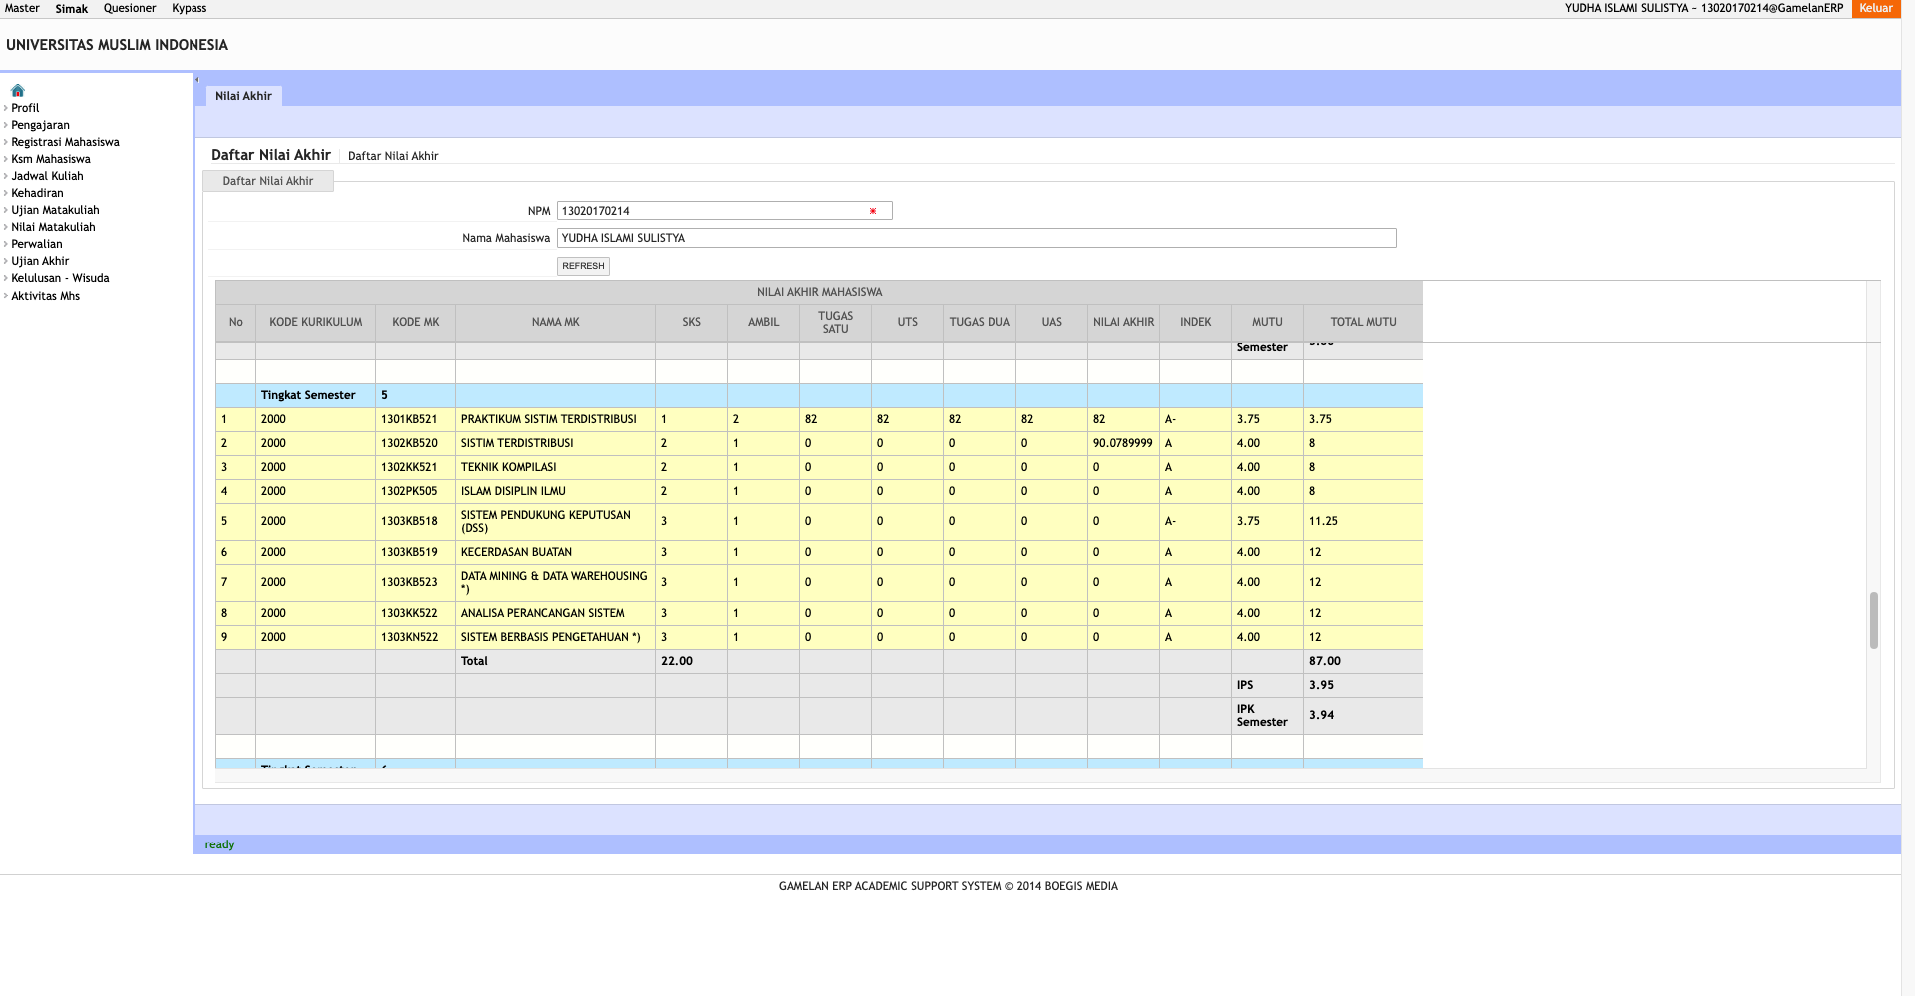 Master Simak Quesioner Kypass YUDHA ISLAMI SULISTYA - 13020170214@GamelanERP Keluar
UNIVERSITAS MUSLIM INDONESIA
Profil
Pengajaran
Registrasi Mahasiswa
Ksm Mahasiswa
Jadwal Kuliah
Kehadiran
Ujian Matakuliah
Nilai Matakuliah
Perwalian
Ujian Akhir
Kelulusan - Wisuda
Aktivitas Mhs
Nilai Akhir
Daftar Nilai Akhir Daftar Nilai Akhir
Daftar Nilai Akhir
NPM 13020170214
Nama Mahasiswa YUDHA ISLAMI SULISTYA
REFRESH
NILAI AKHIR MAHASISWA
No KODE KURIKULUM KODE MK NAMA MK SKS AMBIL TUGAS SATU UTS TUGAS DUA UAS NILAI AKHIR INDEK MUTU TOTAL MUTU
Semester
Tingkat Semester 5
1 2000 1301KB521 PRAKTIKUM SISTIM TERDISTRIBUSI 1 2 82 82 82 82 82 A- 3.75 3.75
2 2000 1302KB520 SISTIM TERDISTRIBUSI 2 1 0 0 0 0 90.0789999 A 4.00 8
3 2000 1302KK521 TEKNIK KOMPILASI 2 1 0 0 0 0 0 A 4.00 8
4 2000 1302PK505 ISLAM DISIPLIN ILMU 2 1 0 0 0 0 0 A 4.00 8
5 2000 1303KB518 SISTEM PENDUKUNG KEPUTUSAN (DSS) 3 1 0 0 0 0 0 A- 3.75 11.25
6 2000 1303KB519 KECERDASAN BUATAN 3 1 0 0 0 0 0 A 4.00 12
7 2000 1303KB523 DATA MINING & DATA WAREHOUSING *) 3 1 0 0 0 0 0 A 4.00 12
8 2000 1303KK522 ANALISA PERANCANGAN SISTEM 3 1 0 0 0 0 0 A 4.00 12
9 2000 1303KN522 SISTEM BERBASIS PENGETAHUAN *) 3 1 0 0 0 0 0 A 4.00 12
Total 22.00 87.00
IPS 3.95
IPK Semester 3.94
ready
GAMELAN ERP ACADEMIC SUPPORT SYSTEM © 2014 BOEGIS MEDIA